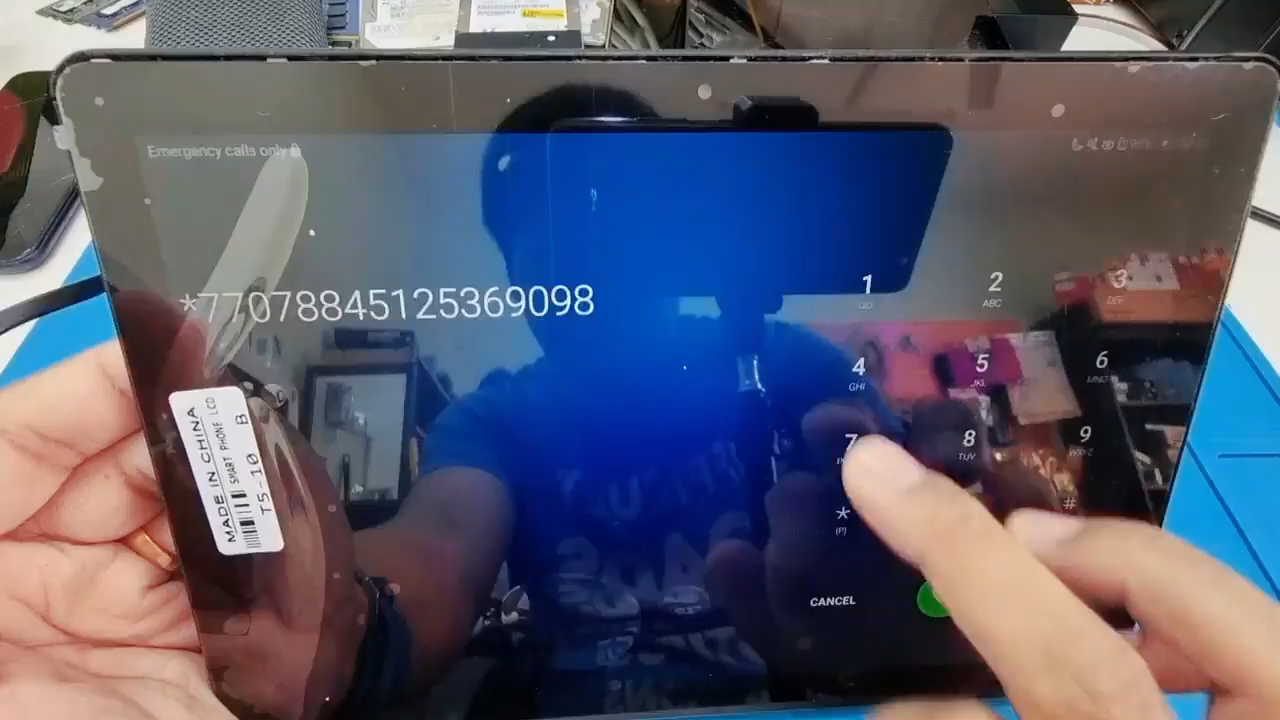 Emergency calls only
*77078845125369098
1
2
ABC
3
DEF
4
GHI
5
JKL
6
MNO
7
8
TUV
9
WXYZ
*
(P)
#
CANCEL
MADE IN CHINA
SMART PHONE LCD
T5-10 B